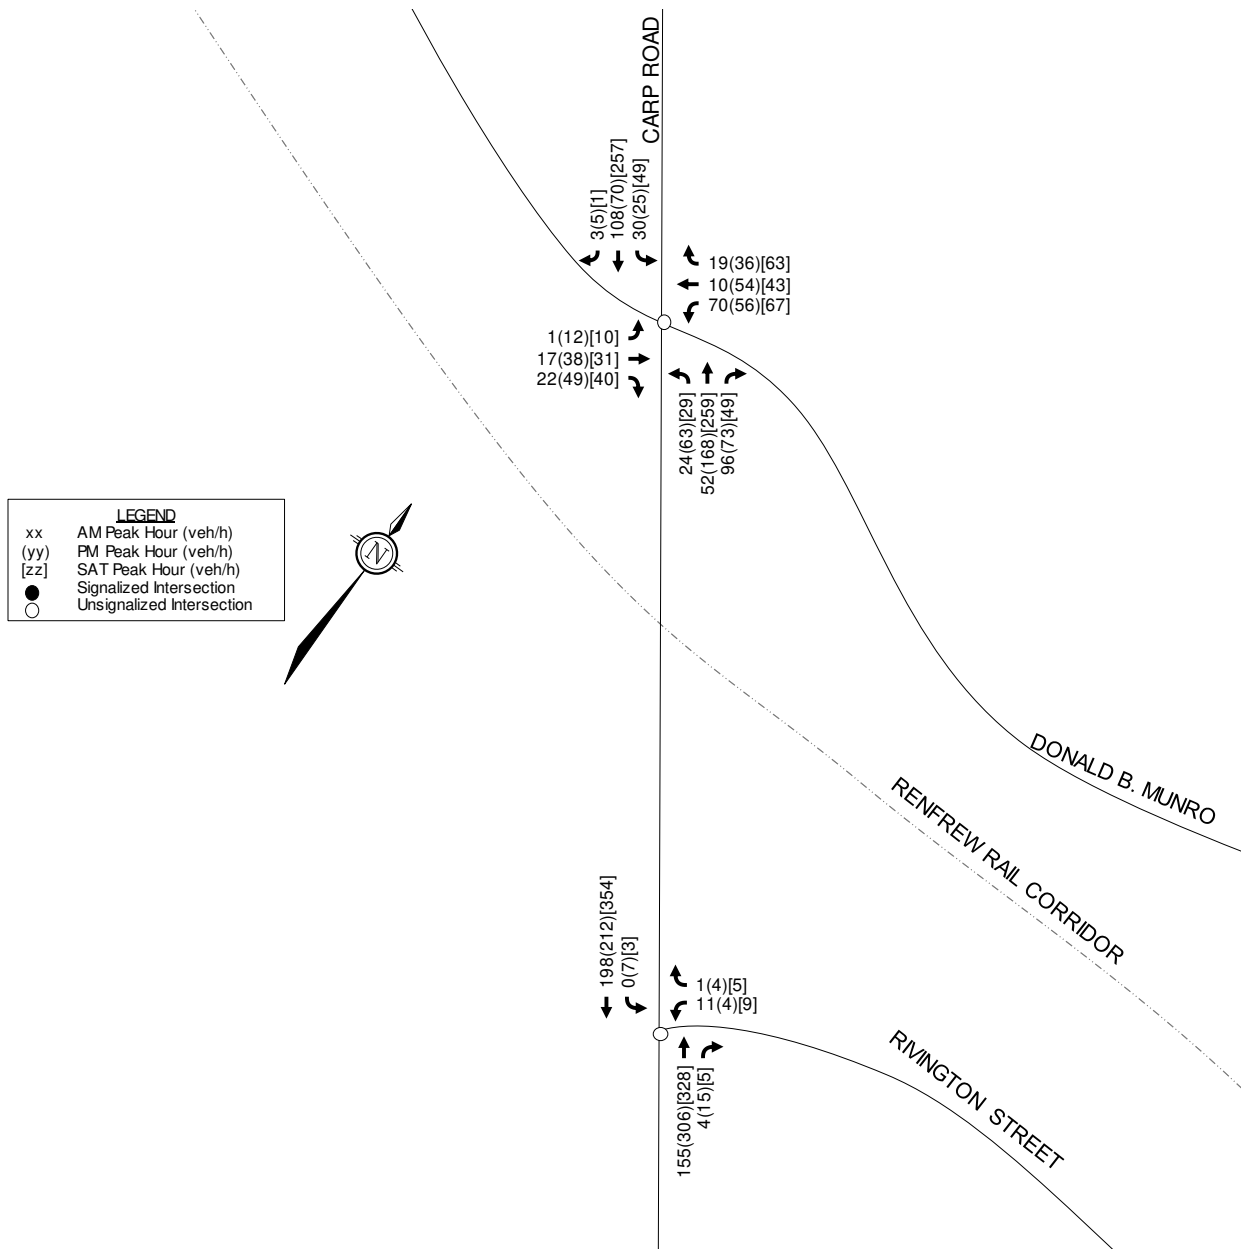 CARP ROAD
3(5)[1]
108(70)[257]
30(25)[49]
19(36)[63]
10(54)[43]
70(56)[67]
1(12)[10]
17(38)[31]
22(49)[40]
24(63)[29]
52(168)[259]
96(73)[49]
LEGEND
xx AM Peak Hour (veh/h)
(yy) PM Peak Hour (veh/h)
[zz] SAT Peak Hour (veh/h)
Signalized Intersection
Unsignalized Intersection
N
DONALD B. MUNRO
RENFREW RAIL CORRIDOR
198(212)[354]
0(7)[3]
1(4)[5]
11(4)[9]
155(306)[328]
4(15)[5]
RIVINGTON STREET